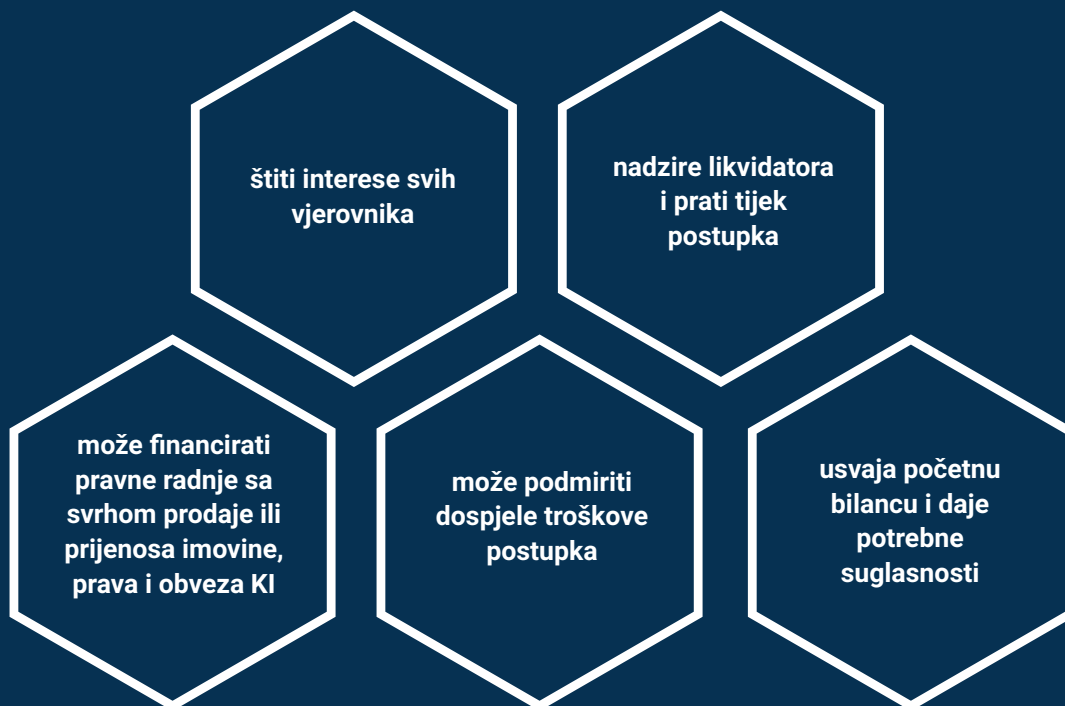 štiti interese svih
vjerovnika
nadzire likvidatora
i prati tijek
postupka
može financirati
pravne radnje sa
svrhom prodaje ili
prijenosa imovine,
prava i obveza KI
može podmiriti
dospjele troškove
postupka
usvaja početnu
bilancu i daje
potrebne
suglasnosti